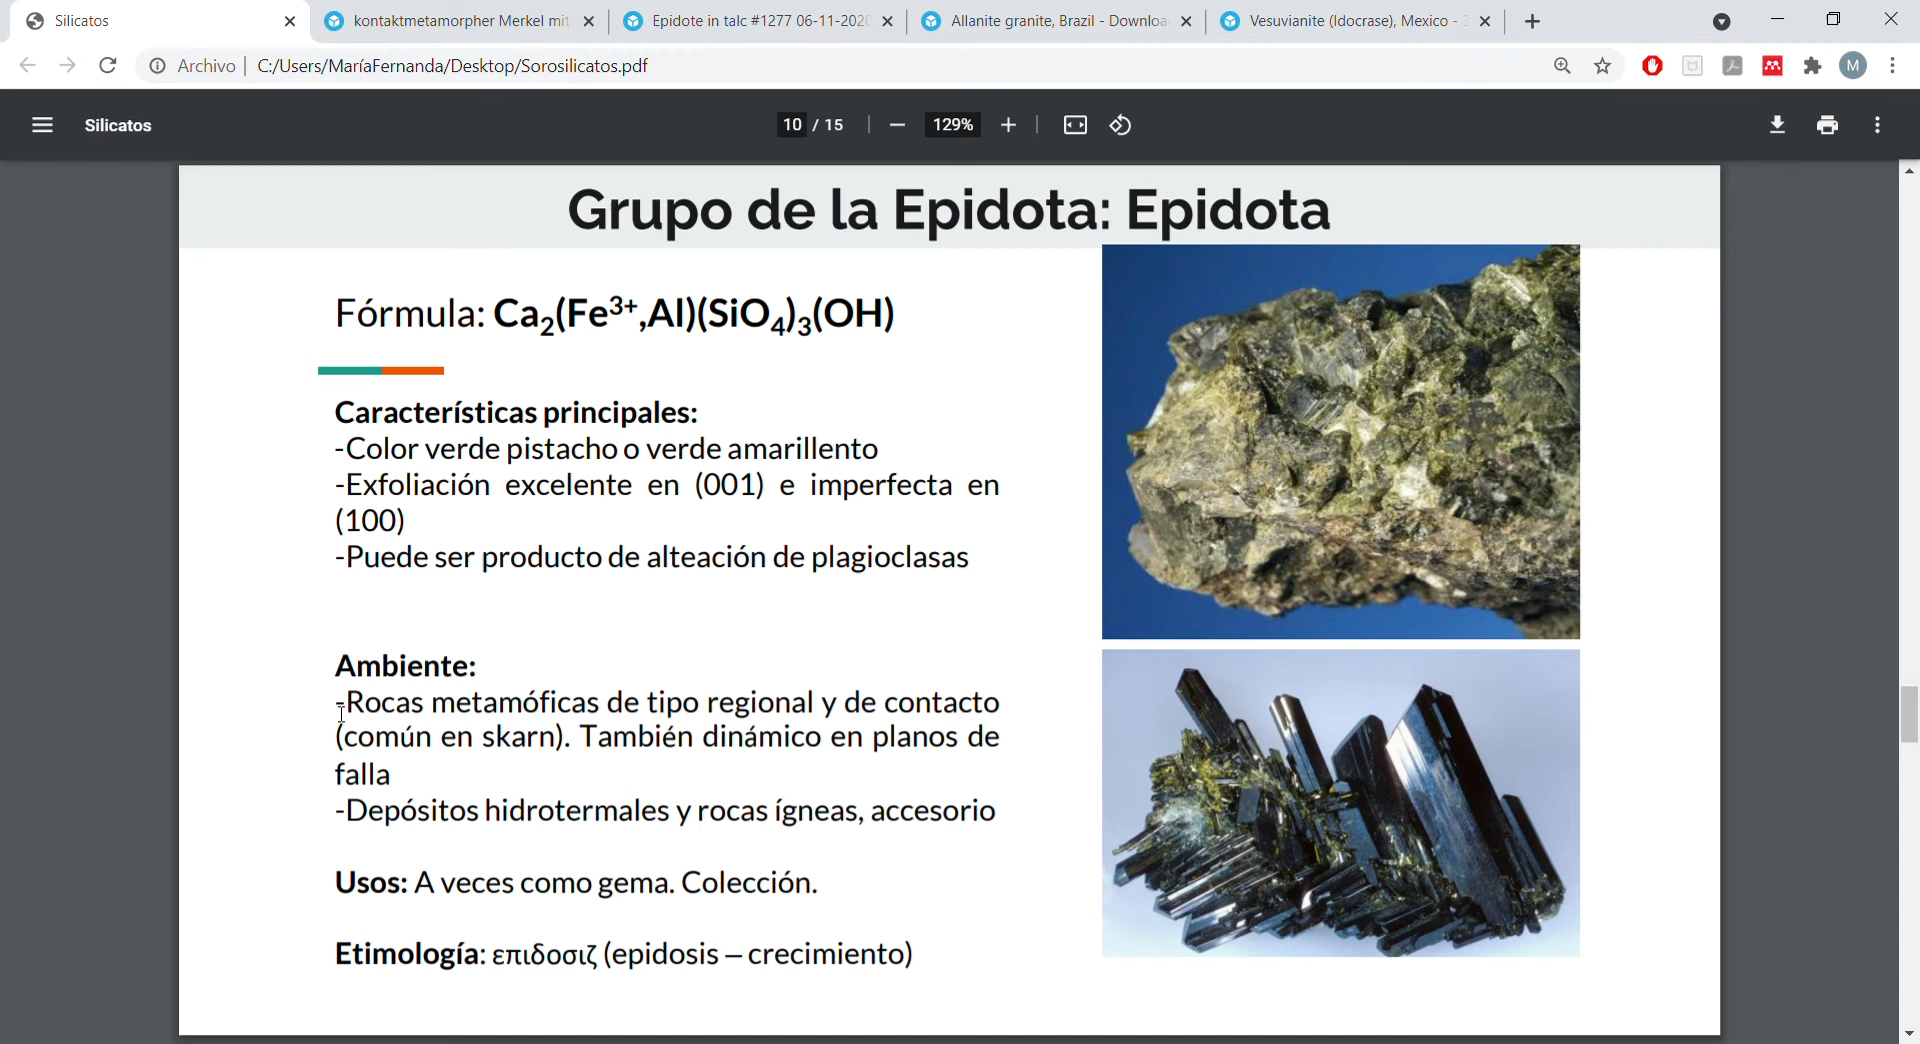 Silicatos
kontaktmetamorpher Merkel mit
Epidote in talc #1277 06-11-2020
Allanite granite, Brazil - Downloa
Vesuvianite (Idocrase), Mexico - 3
Archivo
C:/Users/MaríaFernanda/Desktop/Sorosilicatos.pdf
M
Silicatos
10 / 15
129%
Grupo de la Epidota: Epidota
Fórmula: Ca₂(Fe³⁺,Al)(SiO₄)₃(OH)
Características principales:
-Color verde pistacho o verde amarillento
-Exfoliación excelente en (001) e imperfecta en
(100)
-Puede ser producto de alteación de plagioclasas
Ambiente:
-Rocas metamóficas de tipo regional y de contacto
(común en skarn). También dinámico en planos de
falla
-Depósitos hidrotermales y rocas ígneas, accesorio
Usos: A veces como gema. Colección.
Etimología: επιδοσιζ (epidosis – crecimiento)